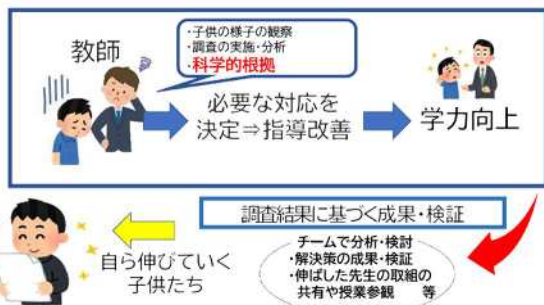 教師
・子供の様子の観察
・調査の実施・分析
・科学的根拠
必要な対応を
決定⇒指導改善
学力向上
調査結果に基づく成果・検証
チームで分析・検討
・解決策の成果・検証
・伸ばした先生の取組の
共有や授業参観　等
自ら伸びていく
子供たち